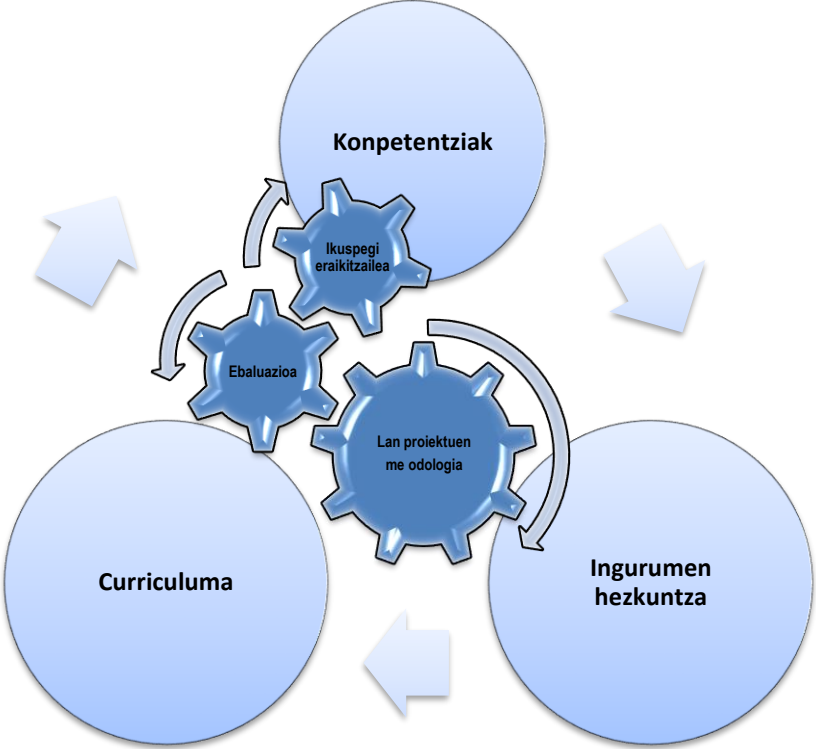 Konpetentziak
Ikuspegi
eraikitzailea
Ebaluazioa
Lan proiektuen
me odologia
Curriculuma
Ingurumen
hezkuntza